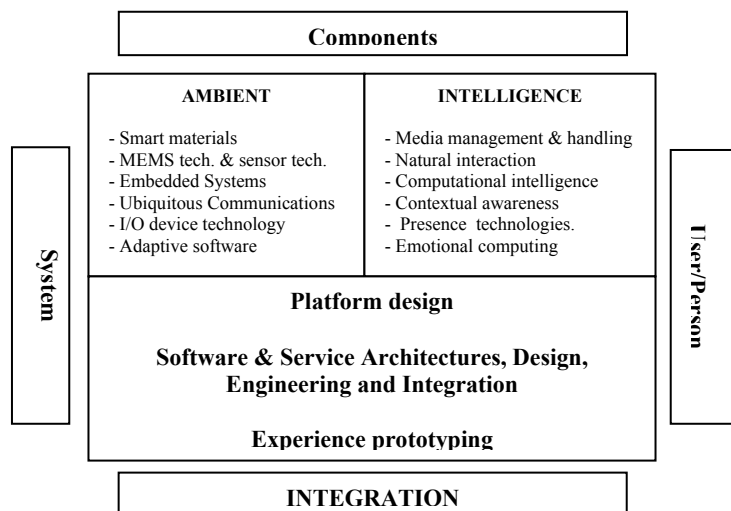 Components
AMBIENT
- Smart materials
- MEMS tech. & sensor tech.
- Embedded Systems
- Ubiquitous Communications
- I/O device technology
- Adaptive software
INTELLIGENCE
- Media management & handling
- Natural interaction
- Computational intelligence
- Contextual awareness
- Presence technologies.
- Emotional computing
System
User/Person
Platform design
Software & Service Architectures, Design,
Engineering and Integration
Experience prototyping
INTEGRATION